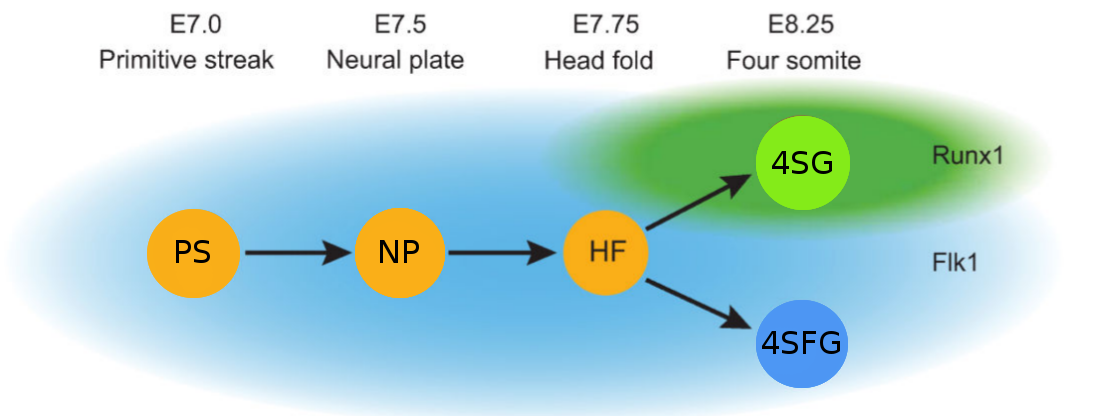 E7.0 E7.5 E7.75 E8.25
Primitive streak Neural plate Head fold Four somite
4SG Runx1
PS NP HF Flk1
4SFG